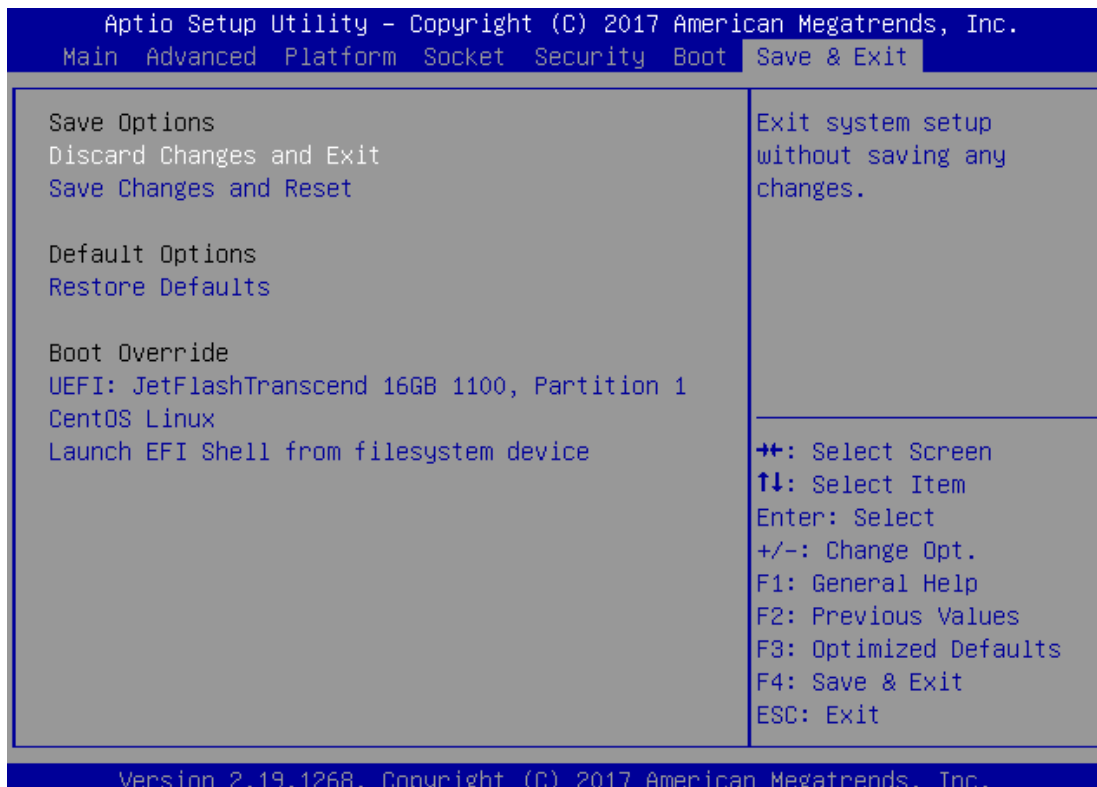 Aptio Setup Utility – Copyright (C) 2017 American Megatrends, Inc.
Main Advanced Platform Socket Security Boot Save & Exit
Save Options
Discard Changes and Exit
Save Changes and Reset
Default Options
Restore Defaults
Boot Override
UEFI: JetFlashTranscend 16GB 1100, Partition 1
CentOS Linux
Launch EFI Shell from filesystem device
Exit system setup
without saving any
changes.
→←: Select Screen
↑↓: Select Item
Enter: Select
+/-: Change Opt.
F1: General Help
F2: Previous Values
F3: Optimized Defaults
F4: Save & Exit
ESC: Exit
Version 2.19.1268. Copyright (C) 2017 American Megatrends, Inc.